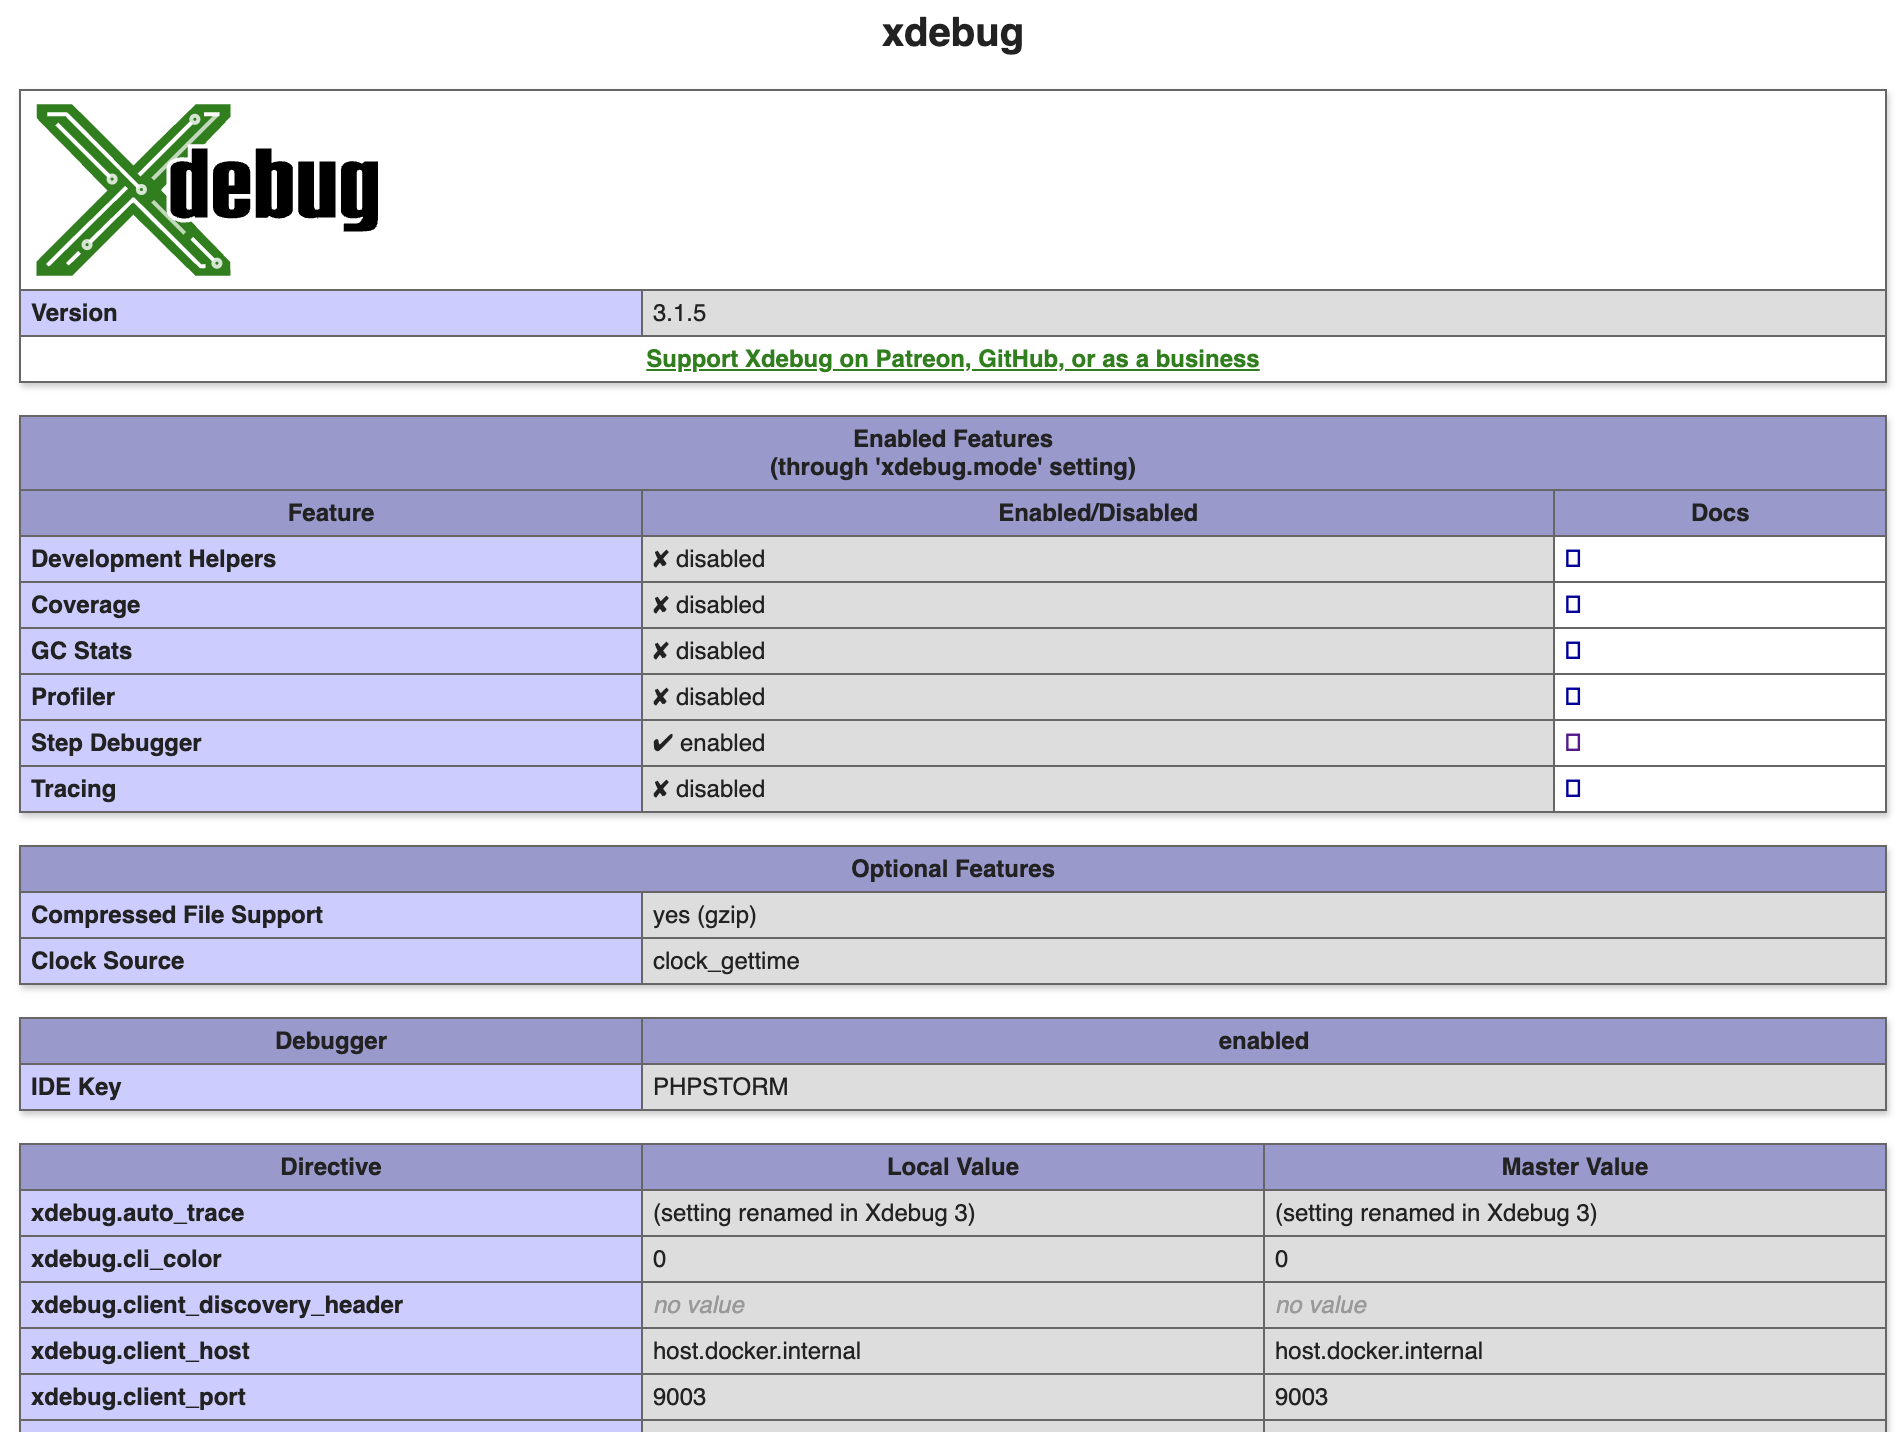 xdebug
Xdebug
Version 3.1.5
Support Xdebug on Patreon, GitHub, or as a business
Enabled Features
(through 'xdebug.mode' setting)
Feature Enabled/Disabled Docs
Development Helpers ✘ disabled
Coverage ✘ disabled
GC Stats ✘ disabled
Profiler ✘ disabled
Step Debugger ✔ enabled
Tracing ✘ disabled
Optional Features
Compressed File Support yes (gzip)
Clock Source clock_gettime
Debugger enabled
IDE Key PHPSTORM
Directive Local Value Master Value
xdebug.auto_trace (setting renamed in Xdebug 3) (setting renamed in Xdebug 3)
xdebug.cli_color 0 0
xdebug.client_discovery_header no value no value
xdebug.client_host host.docker.internal host.docker.internal
xdebug.client_port 9003 9003